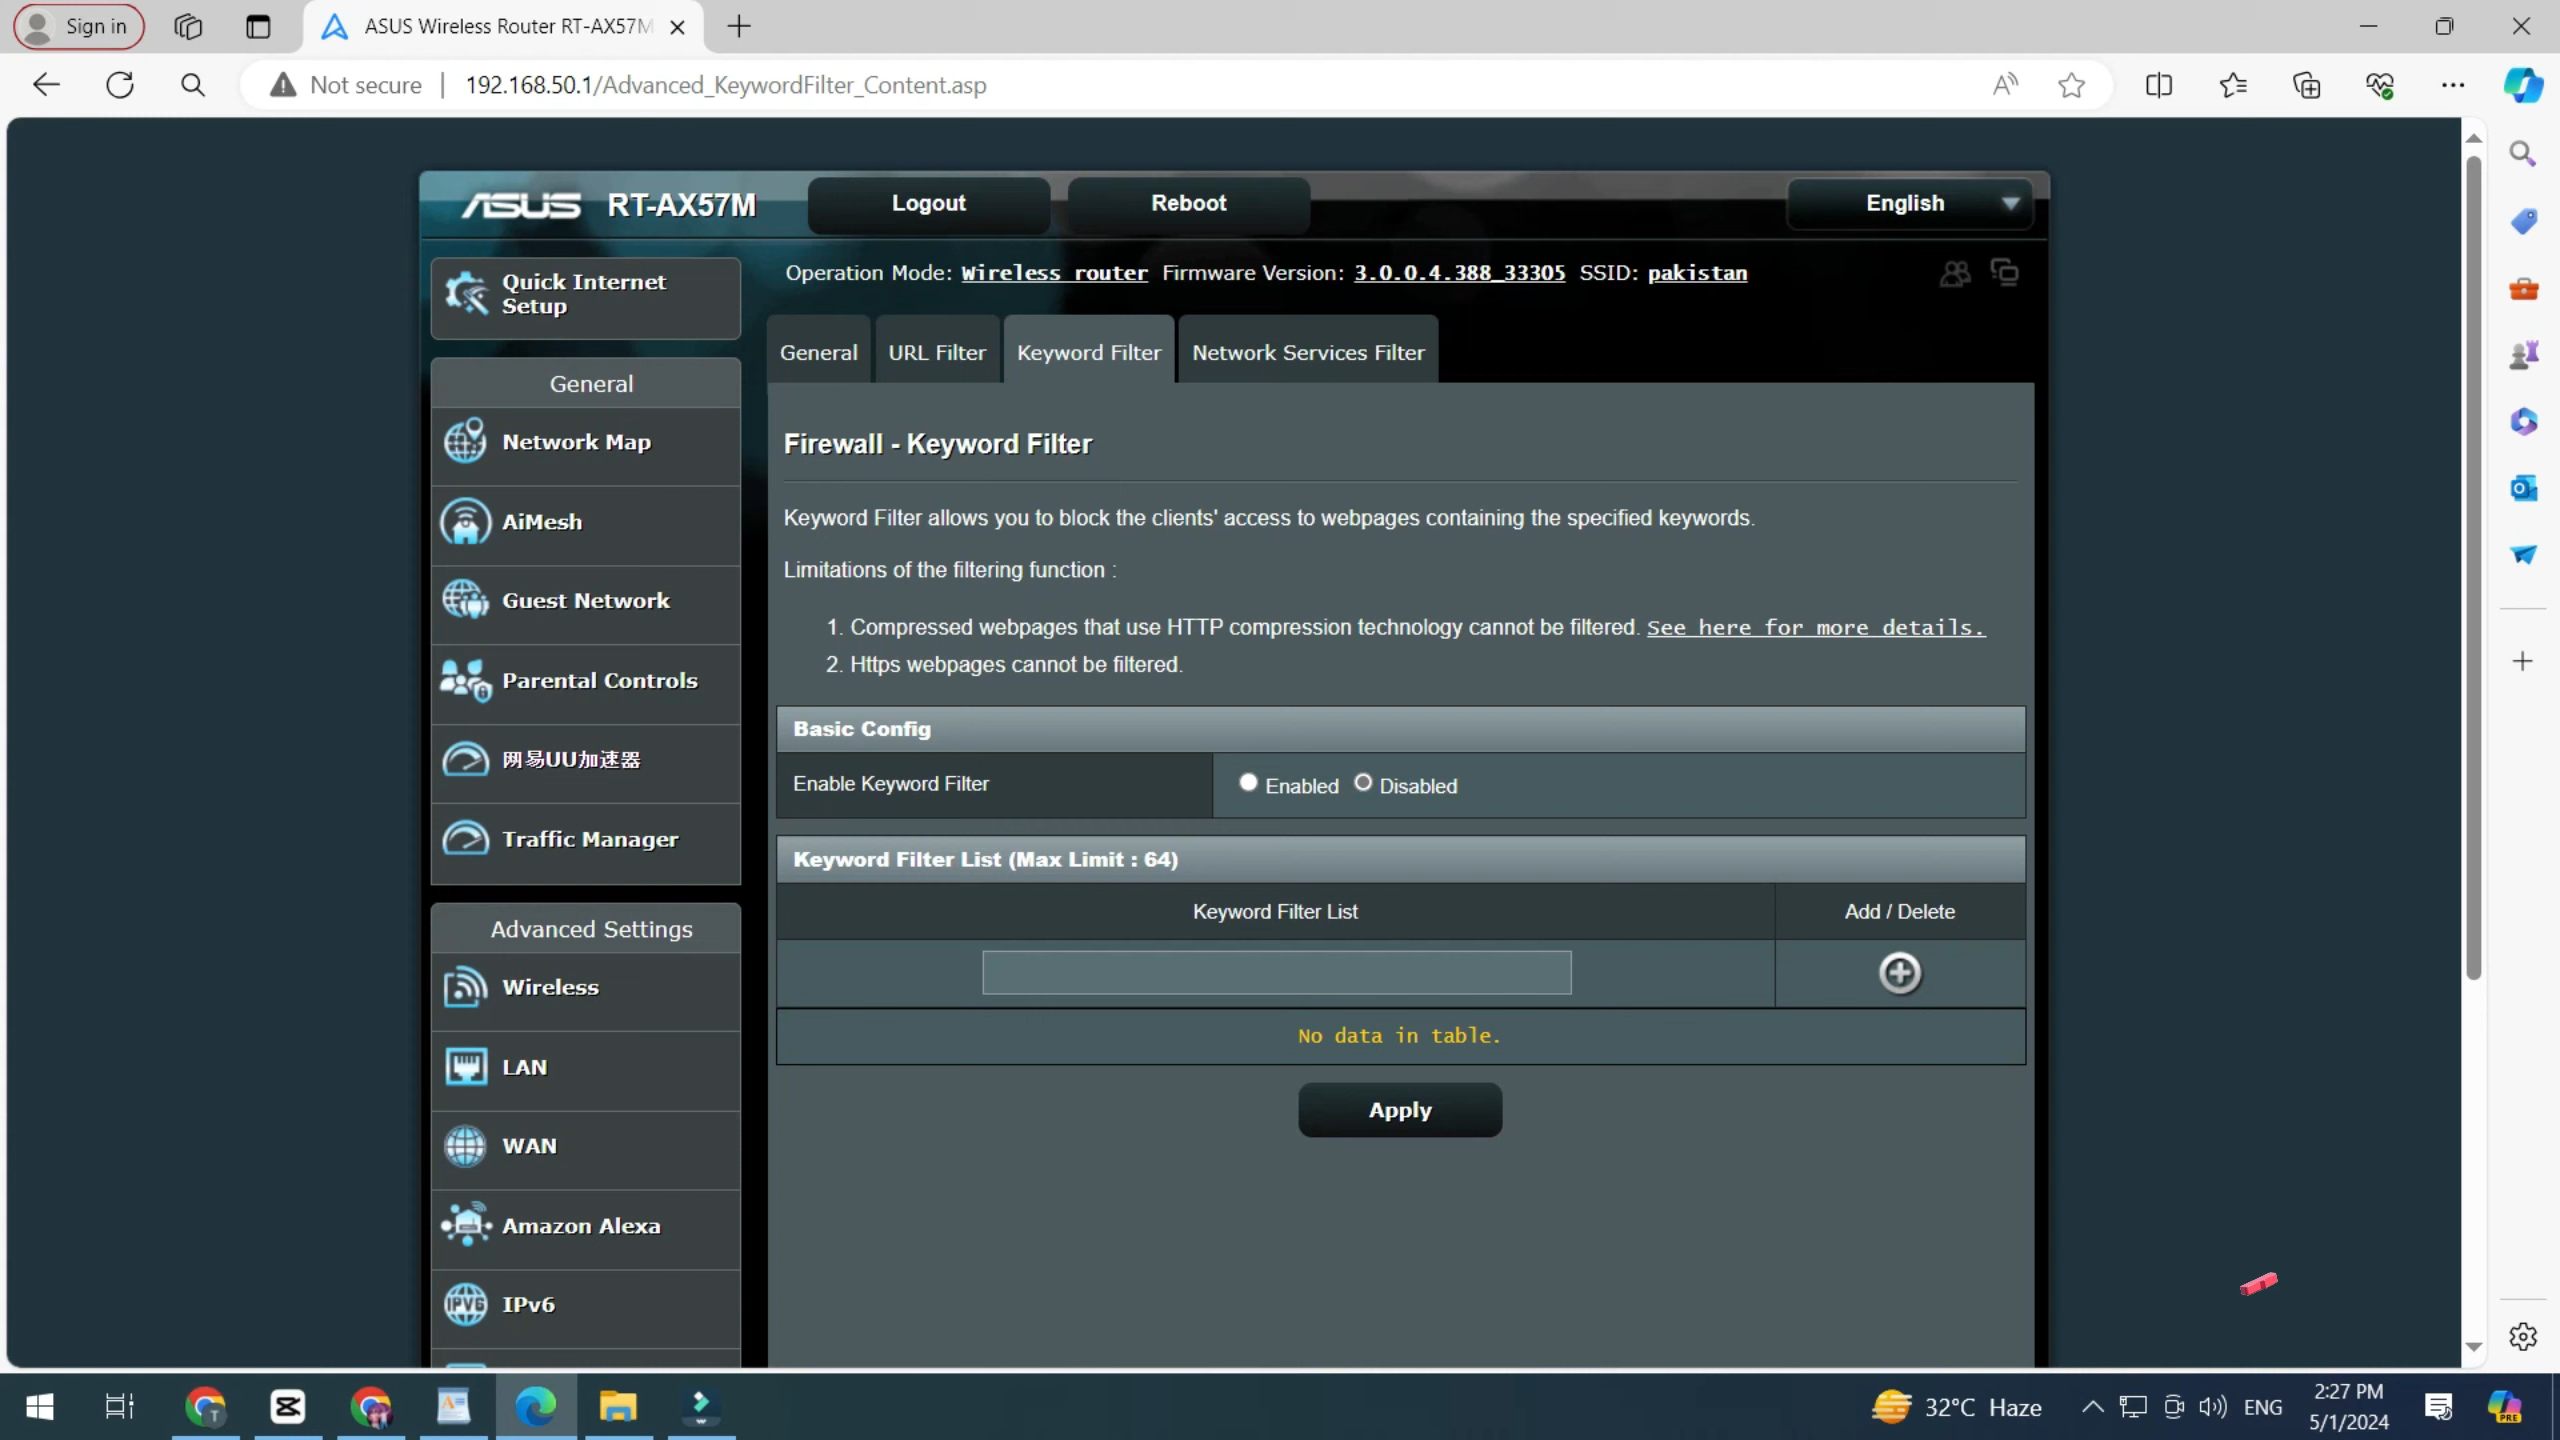 Sign in
ASUS Wireless Router RT-AX57M
Not secure
192.168.50.1/Advanced_KeywordFilter_Content.asp
ASUS RT-AX57M
Logout
Reboot
English
Quick Internet
Setup
Operation Mode: Wireless router Firmware Version: 3.0.0.4.388_33305 SSID: pakistan
General
Network Map
AiMesh
Guest Network
Parental Controls
网易UU加速器
Traffic Manager
Advanced Settings
Wireless
LAN
WAN
Amazon Alexa
IPv6
General
URL Filter
Keyword Filter
Network Services Filter
Firewall - Keyword Filter
Keyword Filter allows you to block the clients' access to webpages containing the specified keywords.
Limitations of the filtering function :
1. Compressed webpages that use HTTP compression technology cannot be filtered. See here for more details.
2. Https webpages cannot be filtered.
Basic Config
Enable Keyword Filter
Enabled
Disabled
Keyword Filter List (Max Limit : 64)
Keyword Filter List
Add / Delete
No data in table.
Apply
32°C Haze
ENG
2:27 PM
5/1/2024
PRE